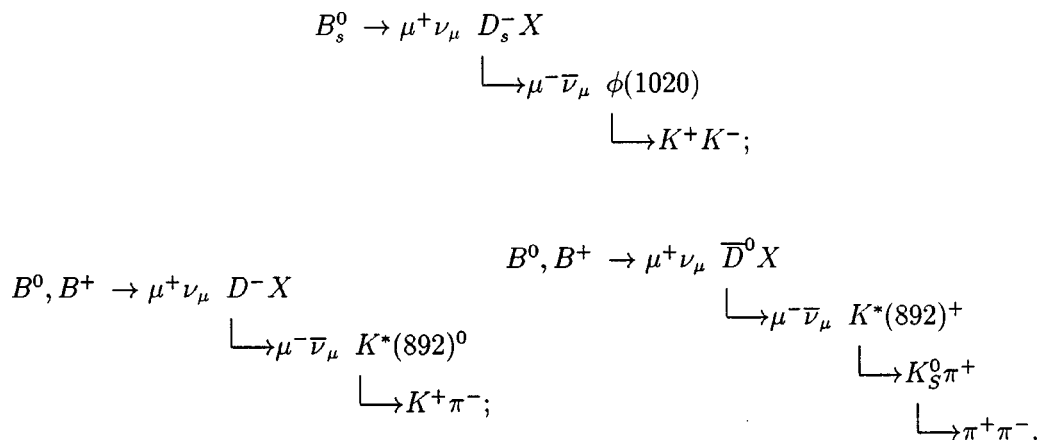 B_s^0 → μ^+ ν_μ D_s^- X
μ^- ν̅_μ φ(1020)
K^+ K^- ;
B^0, B^+ → μ^+ ν_μ D̅^0 X
B^0, B^+ → μ^+ ν_μ D^- X
μ^- ν̅_μ K^*(892)^+
μ^- ν̅_μ K^*(892)^0
K_S^0 π^+
K^+ π^- ;
π^+ π^- .